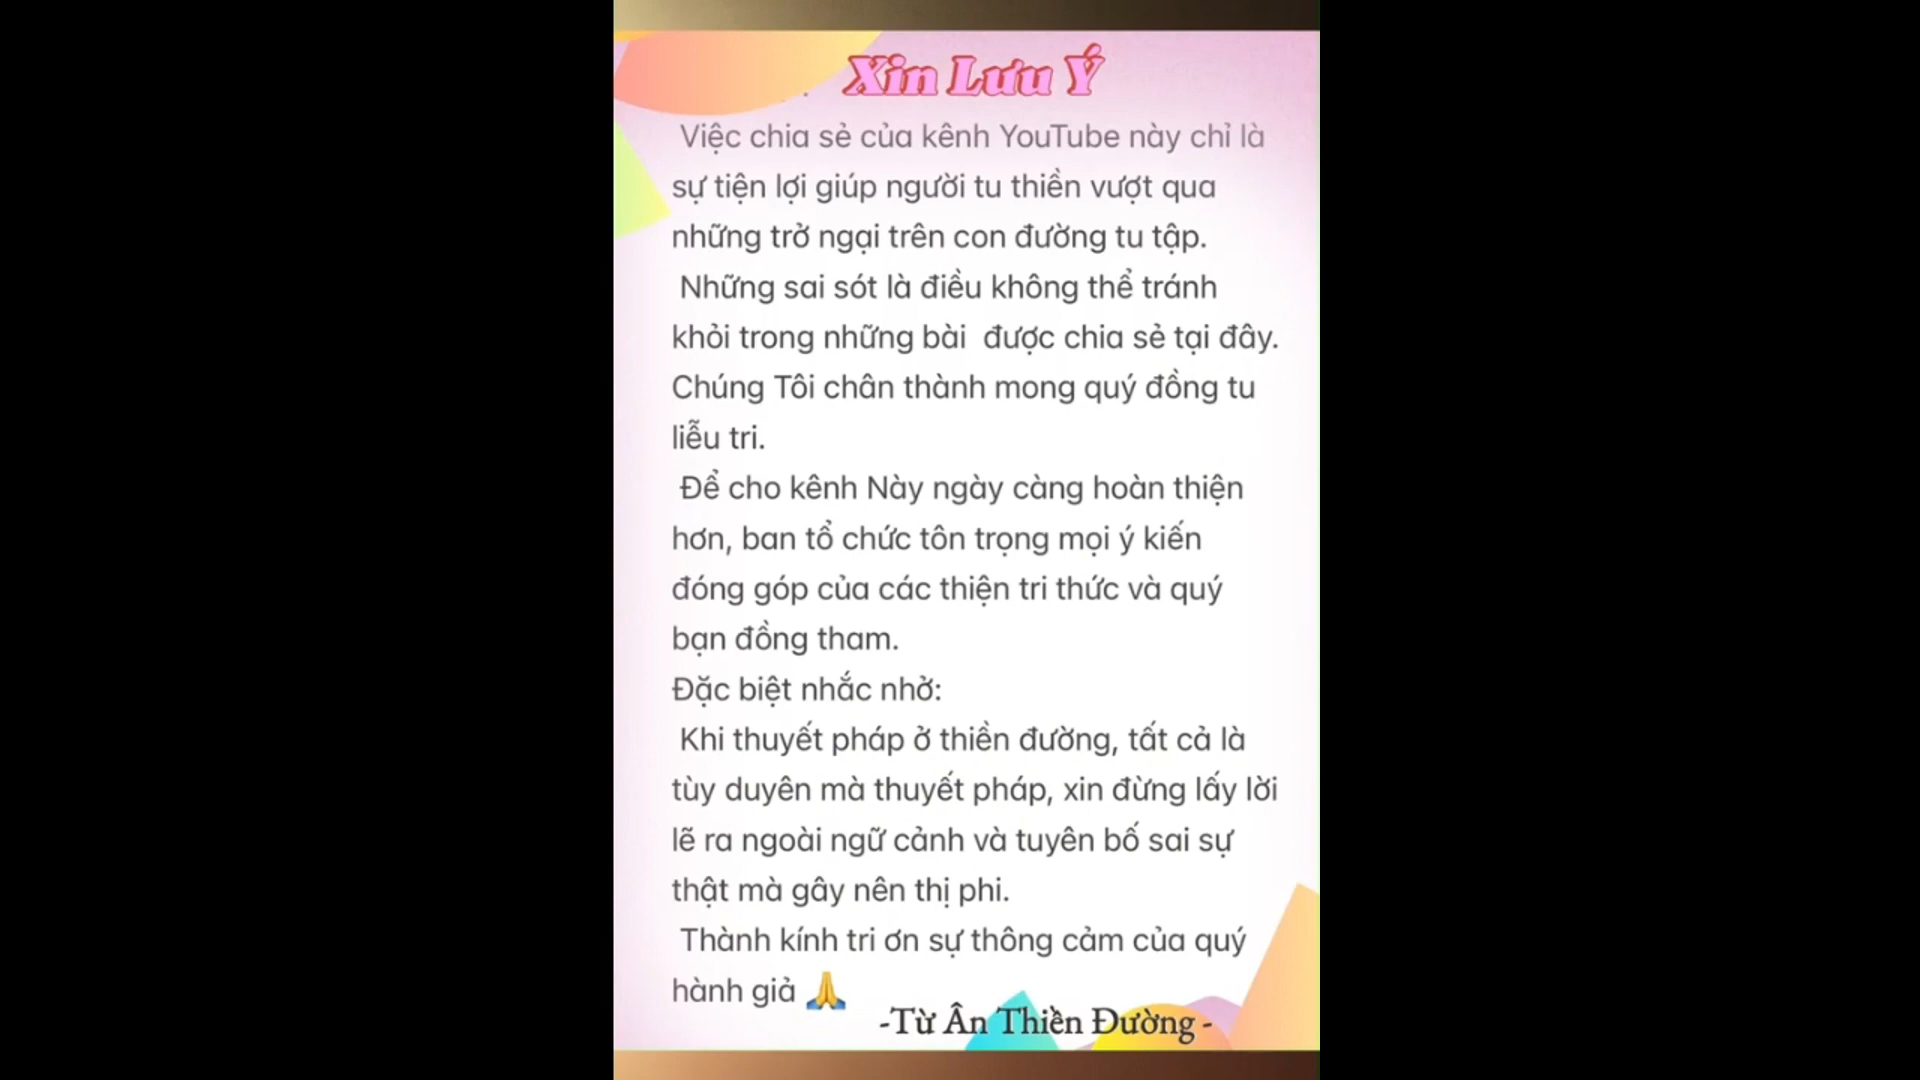 Xin Lưu Ý
Việc chia sẻ của kênh YouTube này chỉ là
sự tiện lợi giúp người tu thiền vượt qua
những trở ngại trên con đường tu tập.
Những sai sót là điều không thể tránh
khỏi trong những bài được chia sẻ tại đây.
Chúng Tôi chân thành mong quý đồng tu
liễu tri.
Để cho kênh Này ngày càng hoàn thiện
hơn, ban tổ chức tôn trọng mọi ý kiến
đóng góp của các thiện tri thức và quý
bạn đồng tham.
Đặc biệt nhắc nhở:
Khi thuyết pháp ở thiền đường, tất cả là
tùy duyên mà thuyết pháp, xin đừng lấy lời
lẽ ra ngoài ngữ cảnh và tuyên bố sai sự
thật mà gây nên thị phi.
Thành kính tri ơn sự thông cảm của quý
hành giả 🙏
-Từ Ân Thiền Đường -